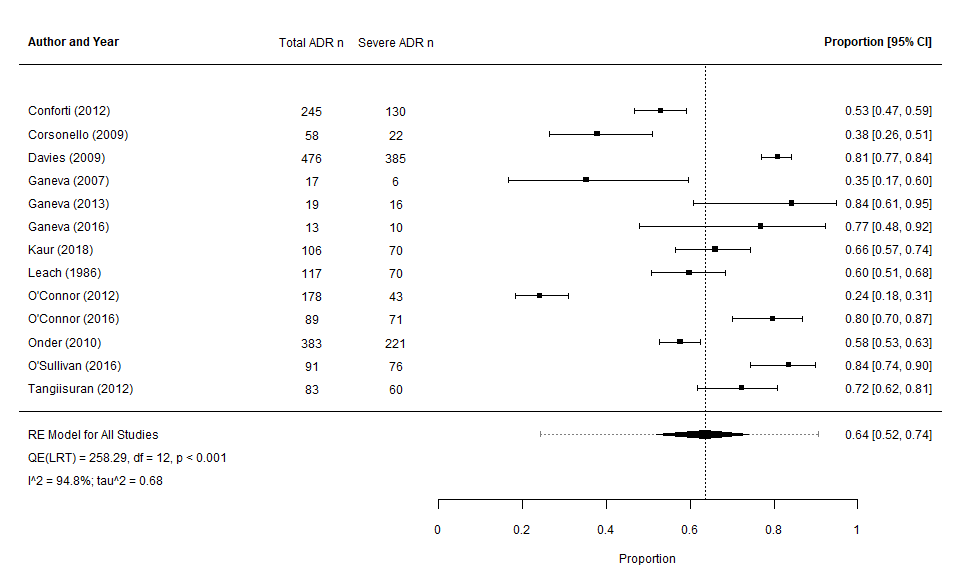 Author and Year Total ADR n Severe ADR n Proportion [95% CI]
Conforti (2012) 245 130 0.53 [0.47, 0.59]
Corsonello (2009) 58 22 0.38 [0.26, 0.51]
Davies (2009) 476 385 0.81 [0.77, 0.84]
Ganeva (2007) 17 6 0.35 [0.17, 0.60]
Ganeva (2013) 19 16 0.84 [0.61, 0.95]
Ganeva (2016) 13 10 0.77 [0.48, 0.92]
Kaur (2018) 106 70 0.66 [0.57, 0.74]
Leach (1986) 117 70 0.60 [0.51, 0.68]
O'Connor (2012) 178 43 0.24 [0.18, 0.31]
O'Connor (2016) 89 71 0.80 [0.70, 0.87]
Onder (2010) 383 221 0.58 [0.53, 0.63]
O'Sullivan (2016) 91 76 0.84 [0.74, 0.90]
Tangiisuran (2012) 83 60 0.72 [0.62, 0.81]
RE Model for All Studies 0.64 [0.52, 0.74]
QE(LRT) = 258.29, df = 12, p < 0.001
I^2 = 94.8%; tau^2 = 0.68
0 0.2 0.4 0.6 0.8 1
Proportion